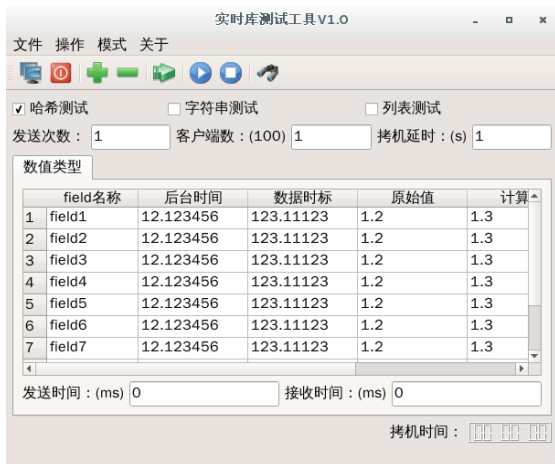 实时库测试工具V1.0
文件 操作 模式 关于
哈希测试 字符串测试 列表测试
发送次数： 1 客户端数：(100) 1 拷机延时：(s) 1
数值类型
field名称 后台时间 数据时标 原始值 计算
1 field1 12.123456 123.11123 1.2 1.3
2 field2 12.123456 123.11123 1.2 1.3
3 field3 12.123456 123.11123 1.2 1.3
4 field4 12.123456 123.11123 1.2 1.3
5 field5 12.123456 123.11123 1.2 1.3
6 field6 12.123456 123.11123 1.2 1.3
7 field7 12.123456 123.11123 1.2 1.3
发送时间：(ms) 0 接收时间：(ms) 0
拷机时间： 00:00:00